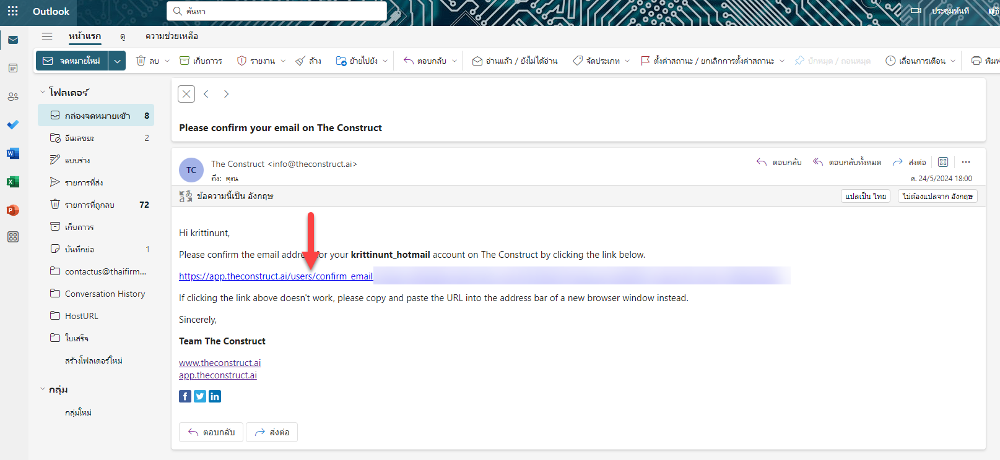 Outlook
ค้นหา
ประชุมทันที
หน้าแรก ดู ความช่วยเหลือ
จดหมายใหม่ ลบ เก็บถาวร รายงาน ล้าง ย้ายไปยัง ตอบกลับ อ่านแล้ว / ยังไม่ได้อ่าน จัดประเภท ตั้งค่าสถานะ / ยกเลิกการตั้งค่าสถานะ ปักหมุด / ถอนหมุด เลื่อนการเตือน
โฟลเดอร์
กล่องจดหมายเข้า 8
อีเมลขยะ 2
แบบร่าง
รายการที่ส่ง
รายการที่ถูกลบ 72
เก็บถาวร
บันทึกย่อ 1
contactus@thaifirm...
Conversation History
HostURL
ใบเสร็จ
สร้างโฟลเดอร์ใหม่
กลุ่ม
กลุ่มใหม่
Please confirm your email on The Construct
TC
The Construct <info@theconstruct.ai>
ถึง: คุณ
ตอบกลับ ตอบกลับทั้งหมด ส่งต่อ
ศ. 24/5/2024 18:00
ข้อความนี้เป็น อังกฤษ
แปลเป็น ไทย ไม่ต้องแปลจาก อังกฤษ
Hi krittinunt,
Please confirm the email for your krittinunt_hotmail account on The Construct by clicking the link below.
https://app.theconstruct.ai/users/confirm_email
If clicking the link above doesn't work, please copy and paste the URL into the address bar of a new browser window instead.
Sincerely,
Team The Construct
www.theconstruct.ai
app.theconstruct.ai
ตอบกลับ ส่งต่อ